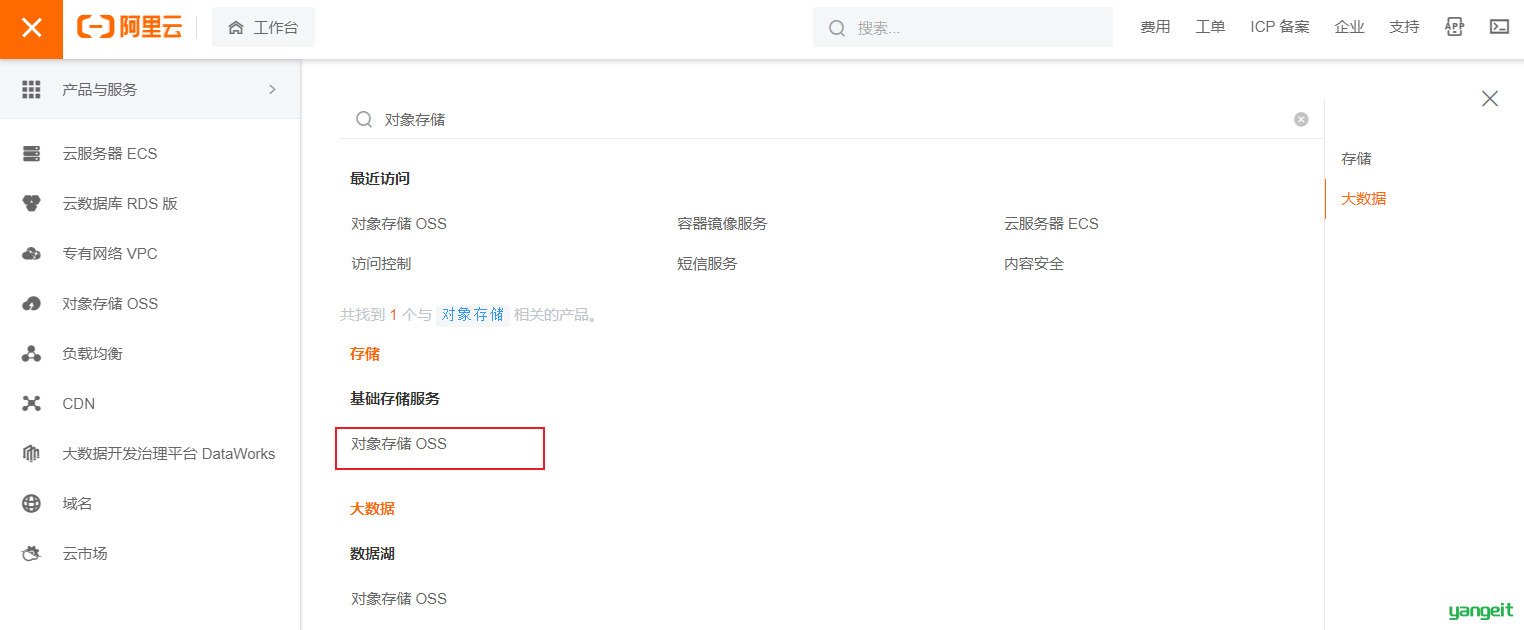 阿里云
工作台
搜索...
费用
工单
ICP 备案
企业
支持
APP
产品与服务
云服务器 ECS
云数据库 RDS 版
专有网络 VPC
对象存储 OSS
负载均衡
CDN
大数据开发治理平台 DataWorks
域名
云市场
对象存储
最近访问
对象存储 OSS
容器镜像服务
云服务器 ECS
访问控制
短信服务
内容安全
共找到 1 个与 对象存储 相关的产品。
存储
基础存储服务
对象存储 OSS
大数据
数据湖
对象存储 OSS
存储
大数据
yangeit